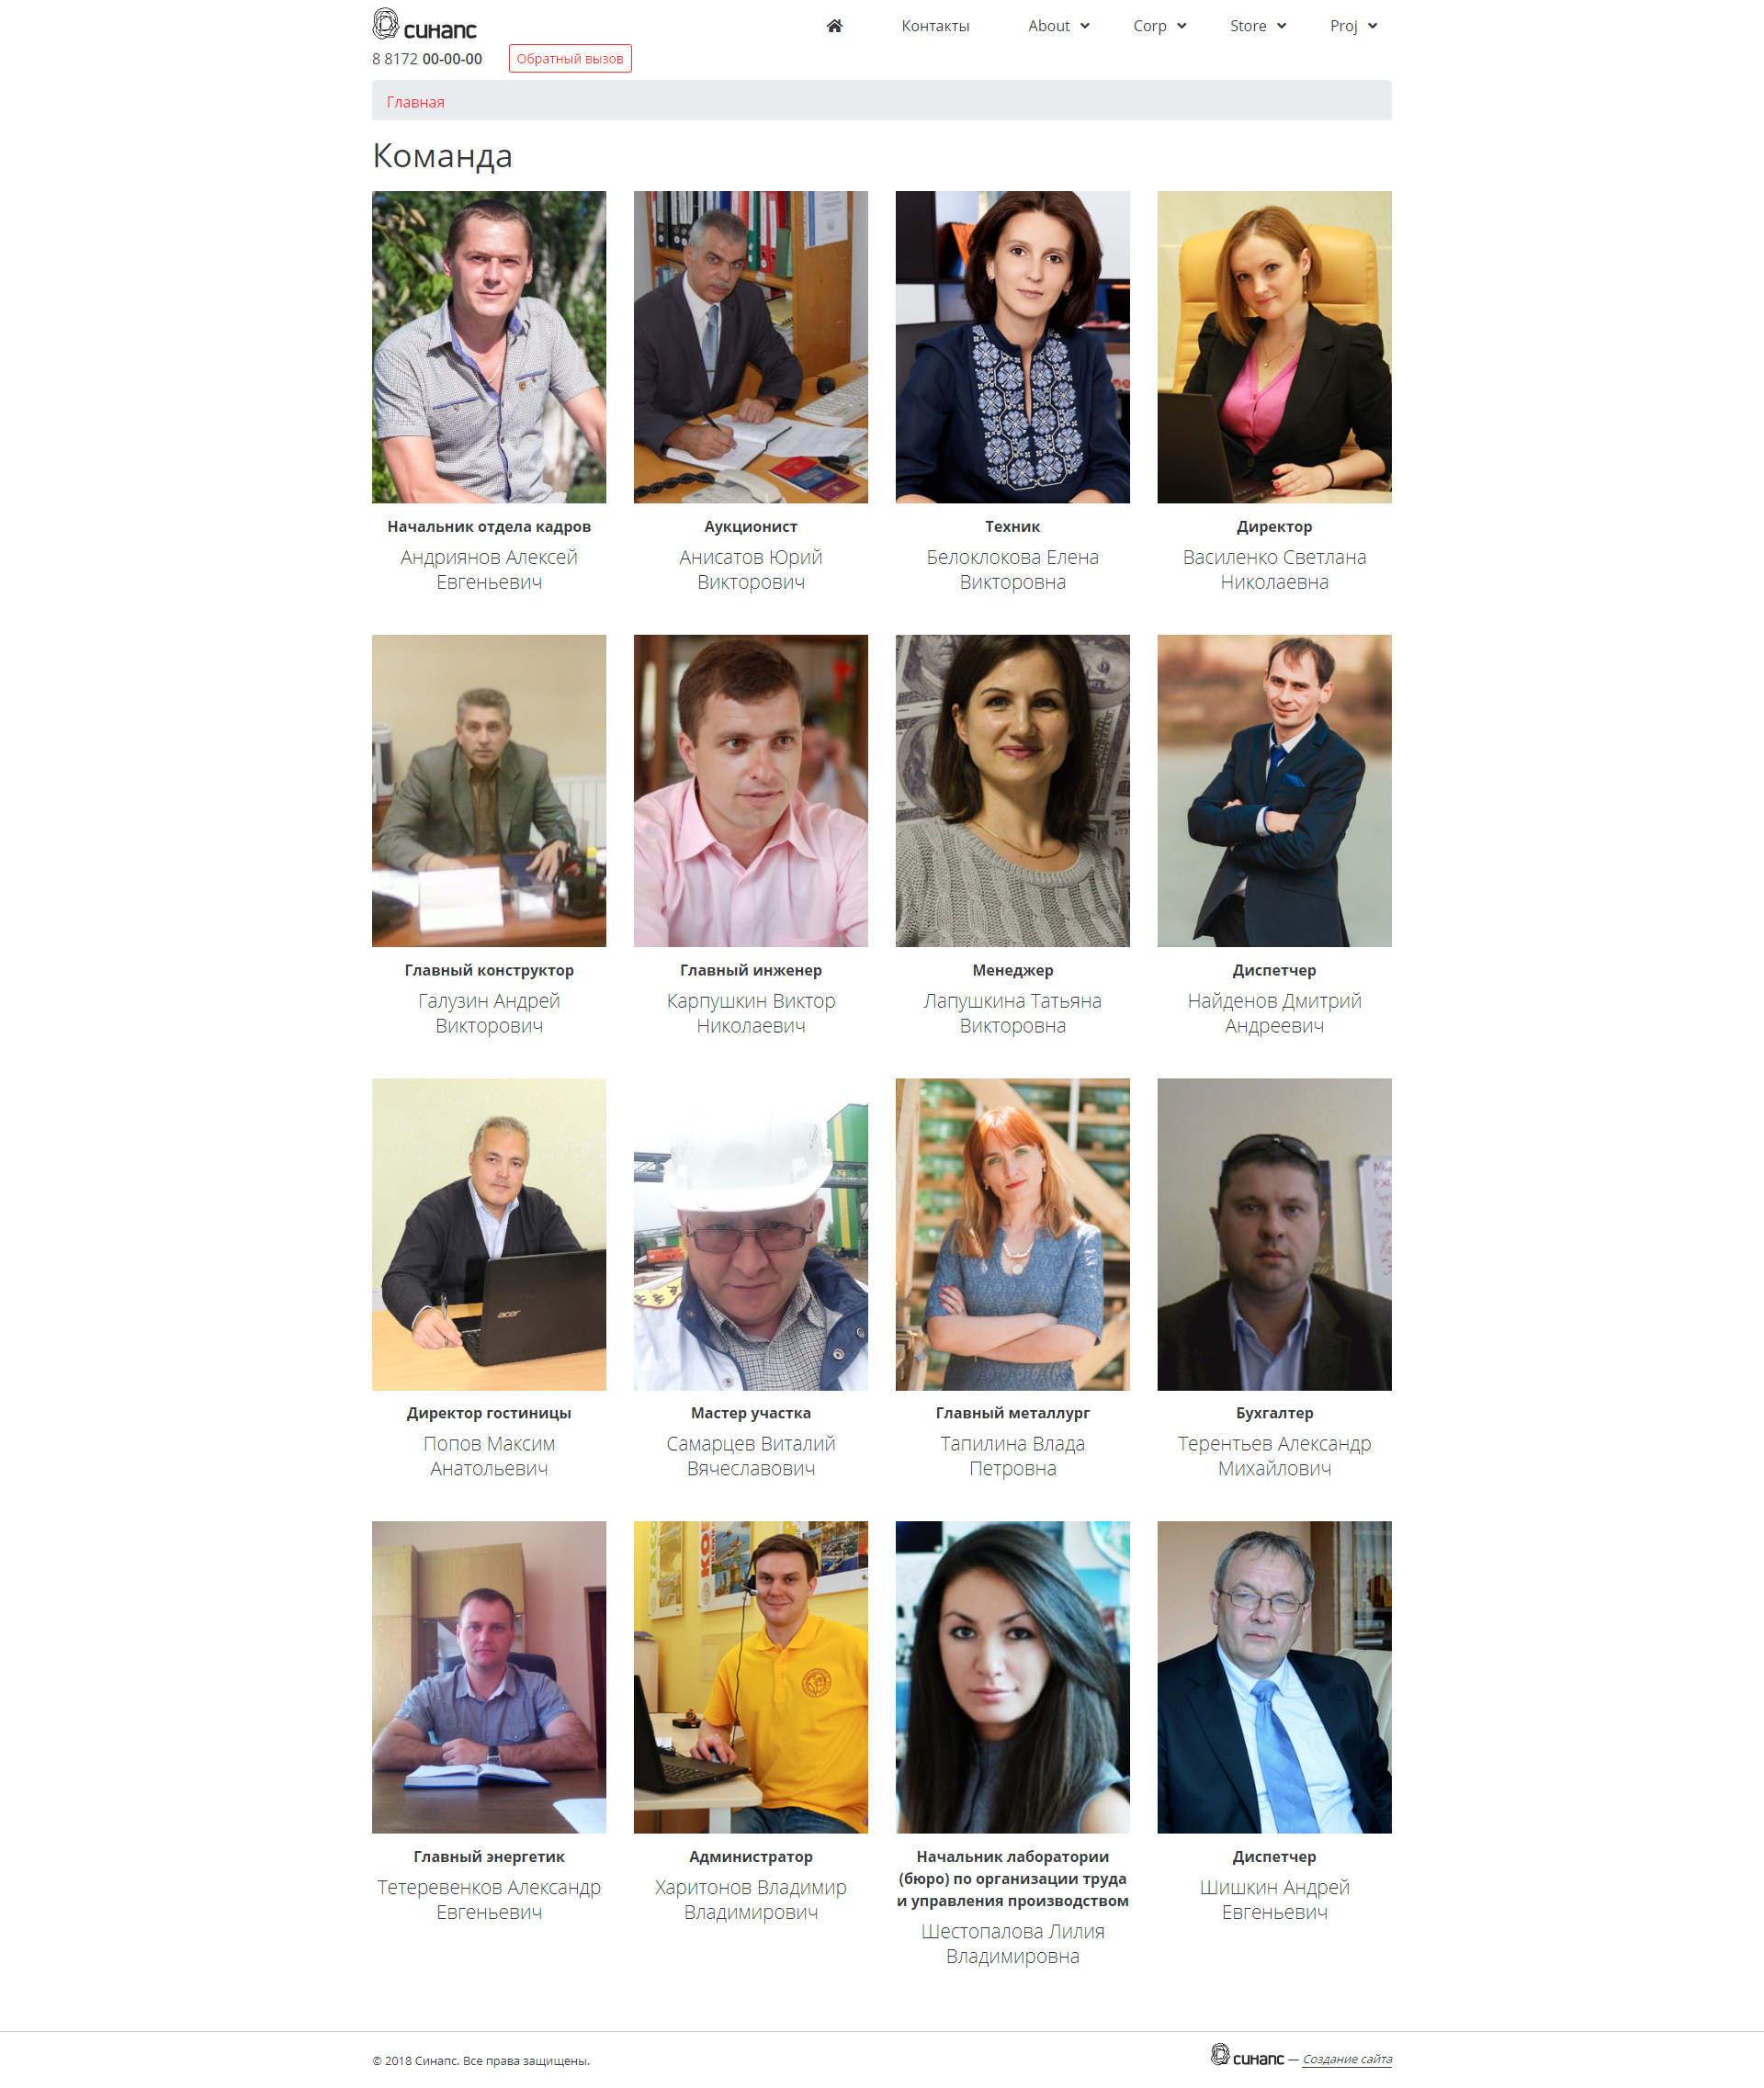 синапс
Контакты
About
Corp
Store
Proj
8 8172 00-00-00
Обратный вызов
Главная
Команда
Начальник отдела кадров
Андриянов Алексей
Евгеньевич
Аукционист
Анисатов Юрий
Викторович
Техник
Белоклокова Елена
Викторовна
Директор
Василенко Светлана
Николаевна
Главный конструктор
Галузин Андрей
Викторович
Главный инженер
Карпушкин Виктор
Николаевич
Менеджер
Лапушкина Татьяна
Викторовна
Диспетчер
Найденов Дмитрий
Андреевич
acer
Директор гостиницы
Попов Максим
Анатольевич
Мастер участка
Самарцев Виталий
Вячеславович
Главный металлург
Тапилина Влада
Петровна
Бухгалтер
Терентьев Александр
Михайлович
Главный энергетик
Тетеревенков Александр
Евгеньевич
Администратор
Харитонов Владимир
Владимирович
Начальник лаборатории
(бюро) по организации труда
и управления производством
Шестопалова Лилия
Владимировна
Диспетчер
Шишкин Андрей
Евгеньевич
© 2018 Синапс. Все права защищены.
синапс — Создание сайта